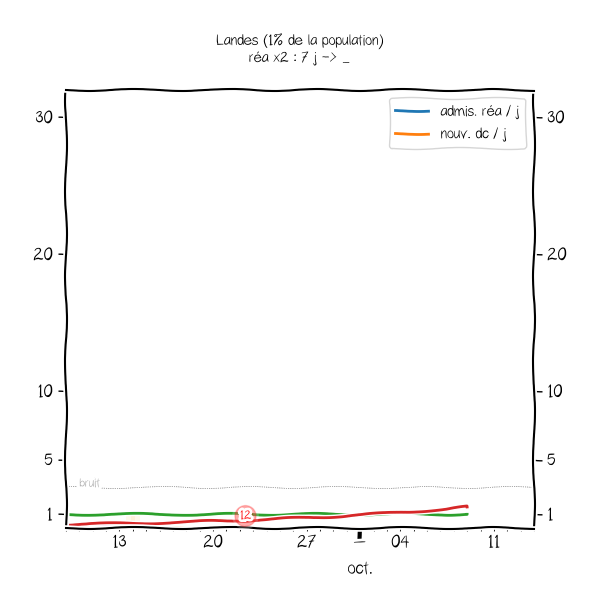 Landes (1% de la population)
réa x2 : 7 j -> _
admis. réa / j
nouv. dc / j
30 30
20 20
10 10
5 5
bruit
12
1 1
13 20 27 1 04 11
oct.